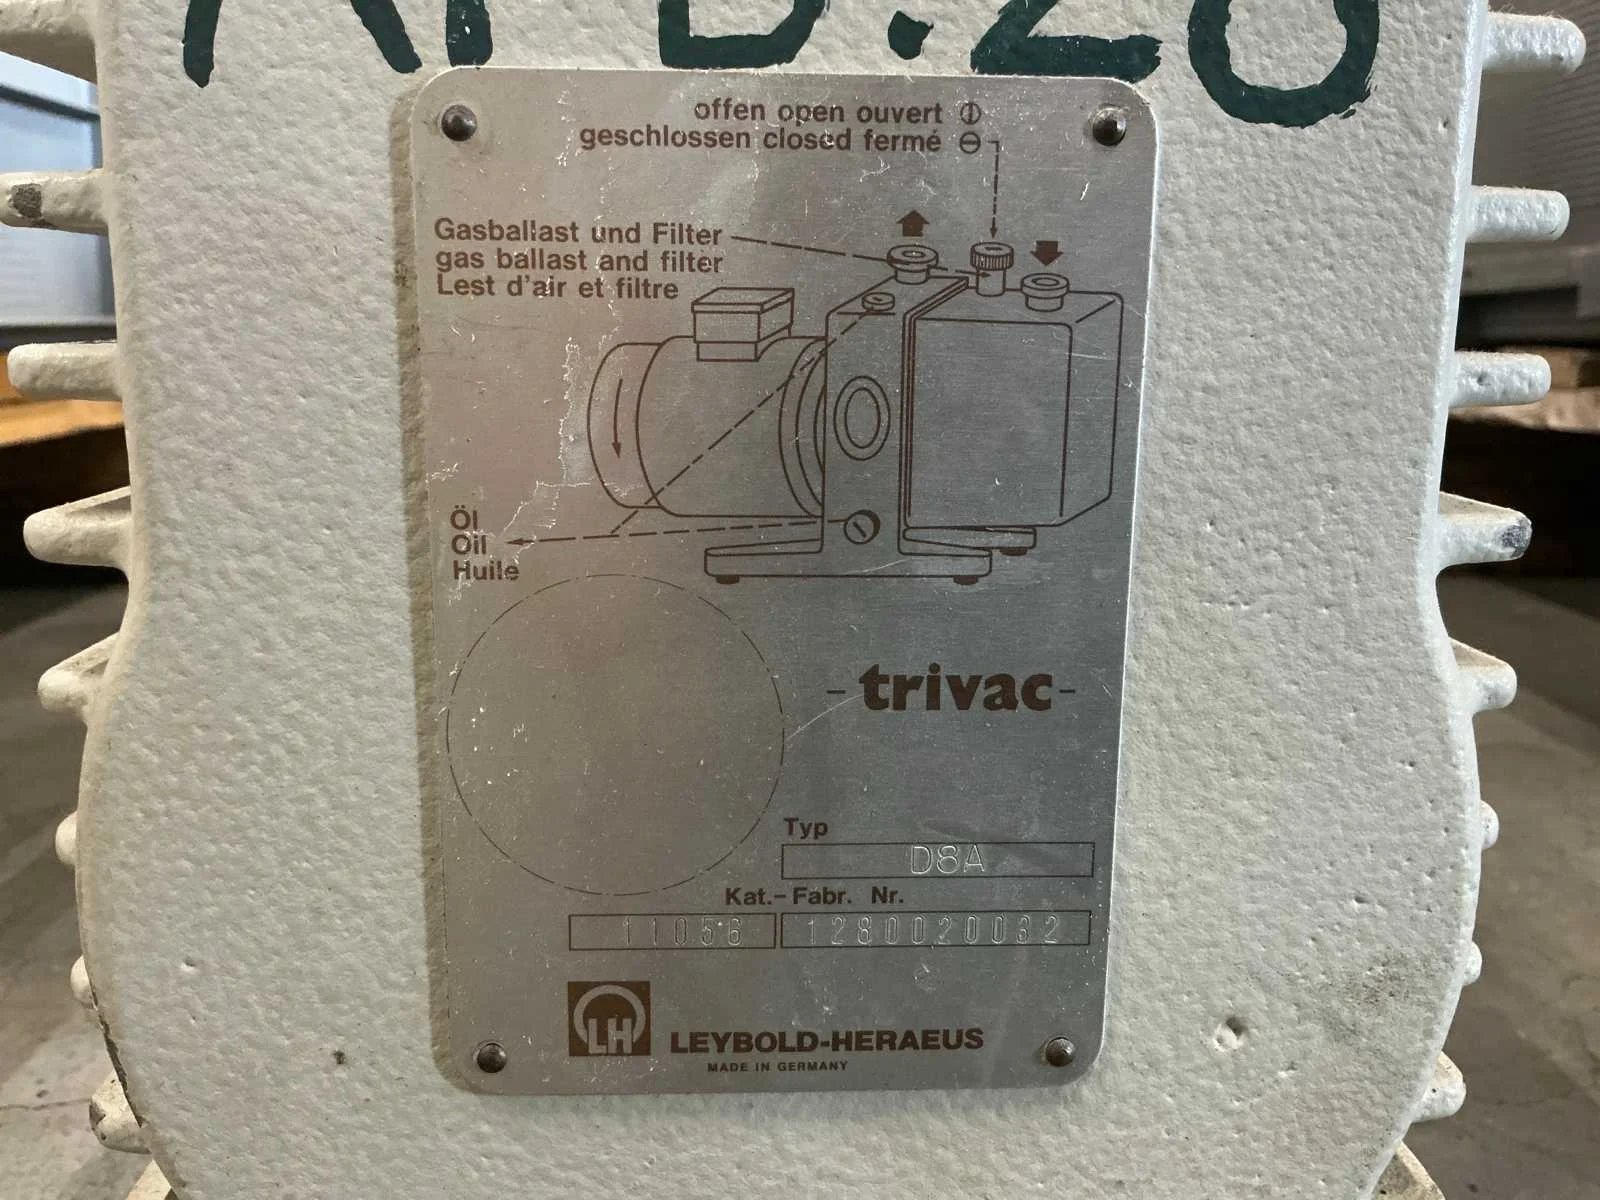 offen open ouvert
geschlossen closed fermé
Gasballast und Filter
gas ballast and filter
Lest d'air et filtre
Öl
Oil
Huile
- trivac -
Typ
D8A
Kat.- Fabr. Nr.
11056 1280020032
LH LEYBOLD-HERAEUS
MADE IN GERMANY